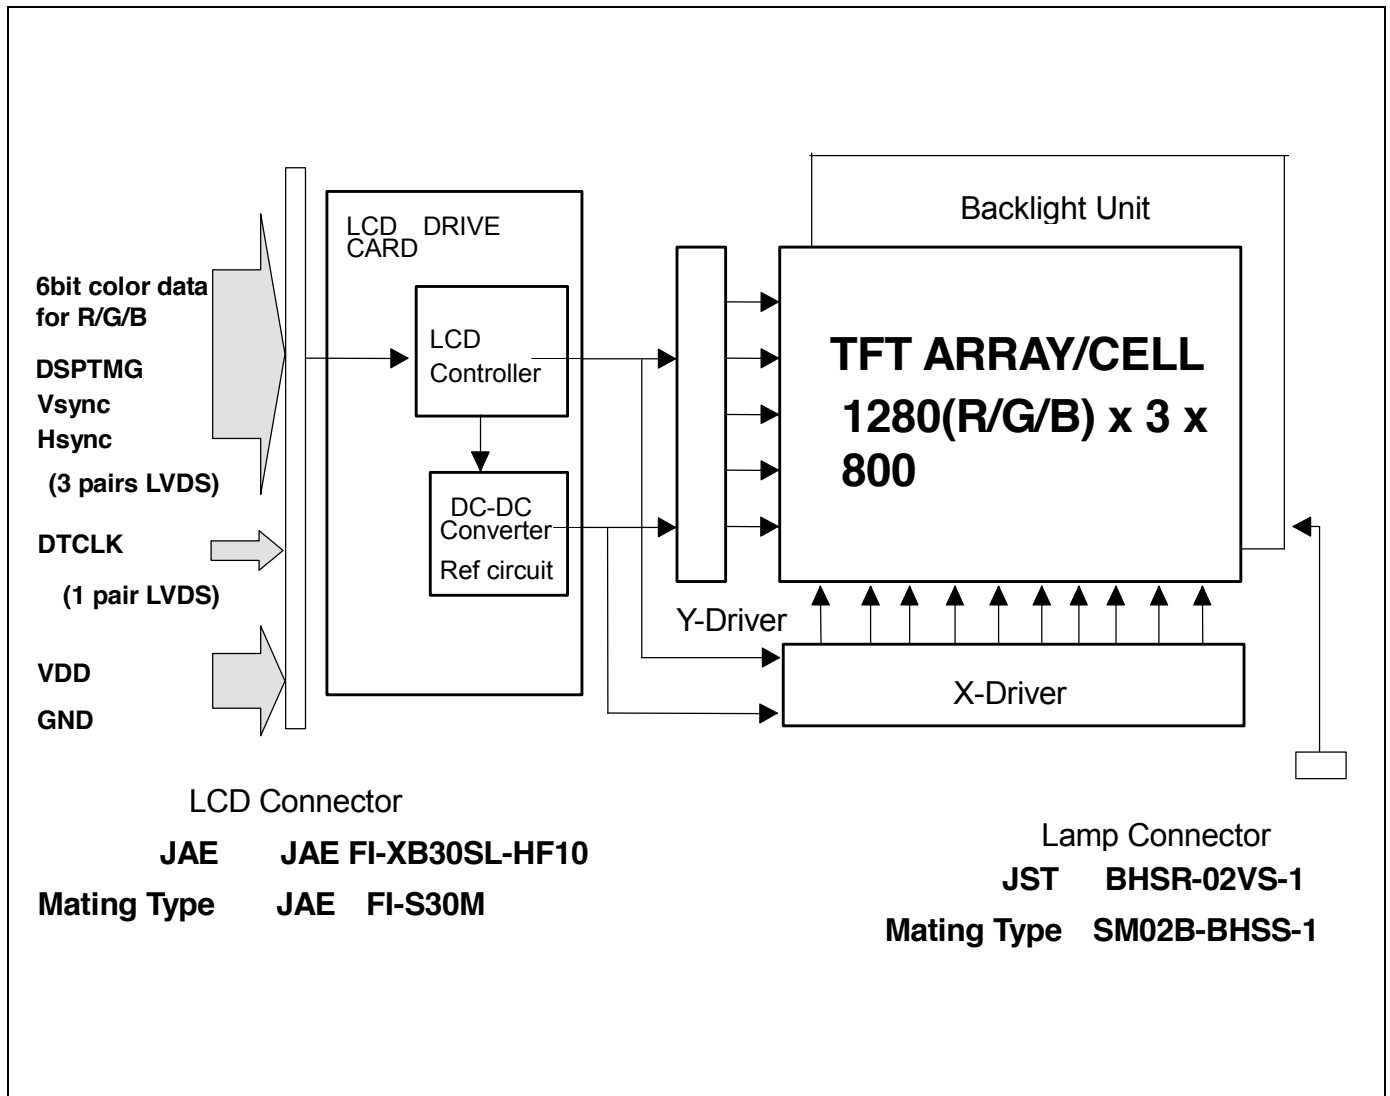 Backlight Unit
LCD DRIVE
CARD
6bit color data
for R/G/B
DSPTMG
Vsync
Hsync
(3 pairs LVDS)
DTCLK
(1 pair LVDS)
VDD
GND
LCD
Controller
DC-DC
Converter
Ref circuit
TFT ARRAY/CELL
1280(R/G/B) x 3 x
800
Y-Driver
X-Driver
LCD Connector
JAE JAE FI-XB30SL-HF10
Mating Type JAE FI-S30M
Lamp Connector
JST BHSR-02VS-1
Mating Type SM02B-BHSS-1